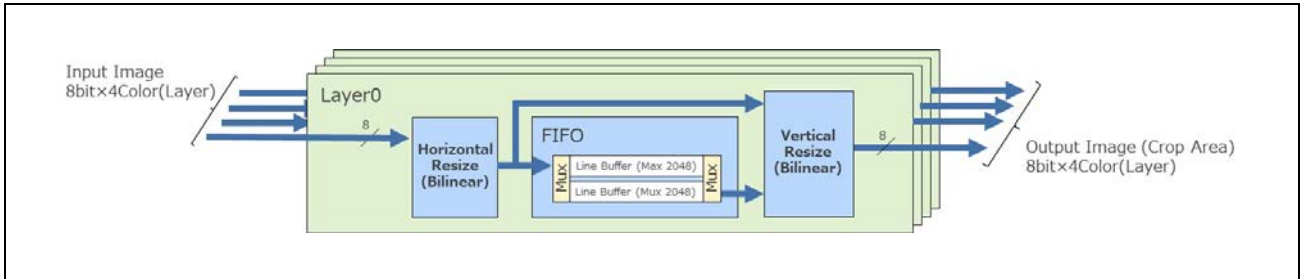 Input Image
8bit×4Color(Layer)
Layer0
8
Horizontal
Resize
(Bilinear)
FIFO
Mux
Line Buffer (Max 2048)
Line Buffer (Mux 2048)
Mux
Vertical
Resize
(Bilinear)
8
Output Image (Crop Area)
8bit×4Color(Layer)